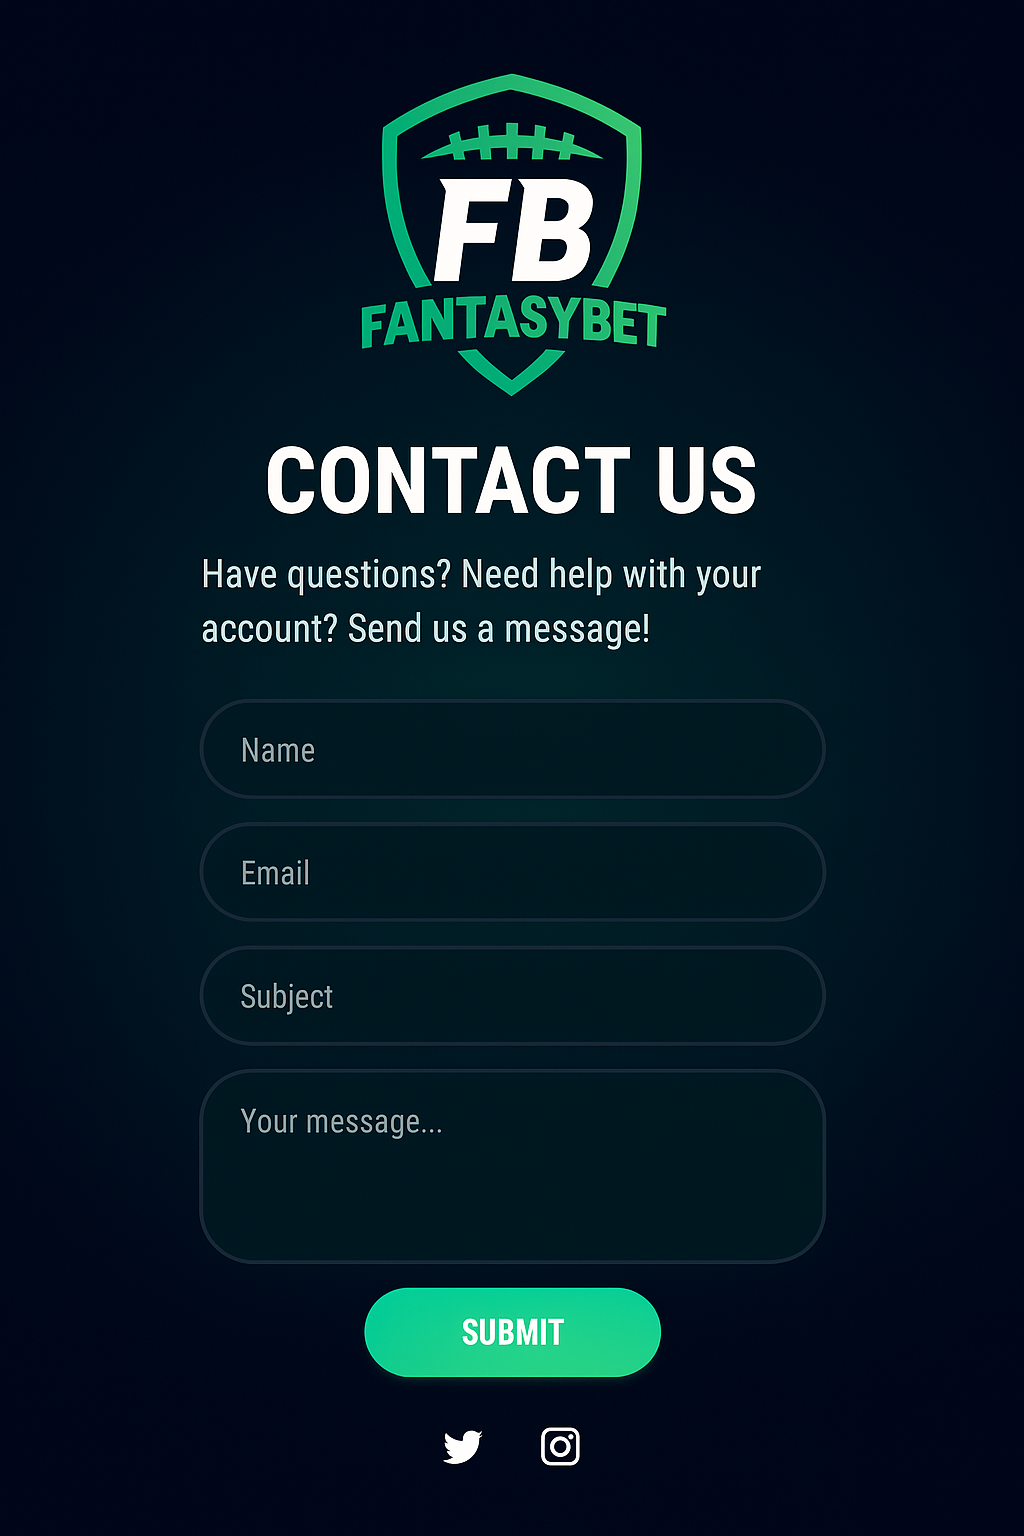 FB
FANTASYBET
CONTACT US
Have questions? Need help with your
account? Send us a message!
Name
Email
Subject
Your message...
SUBMIT